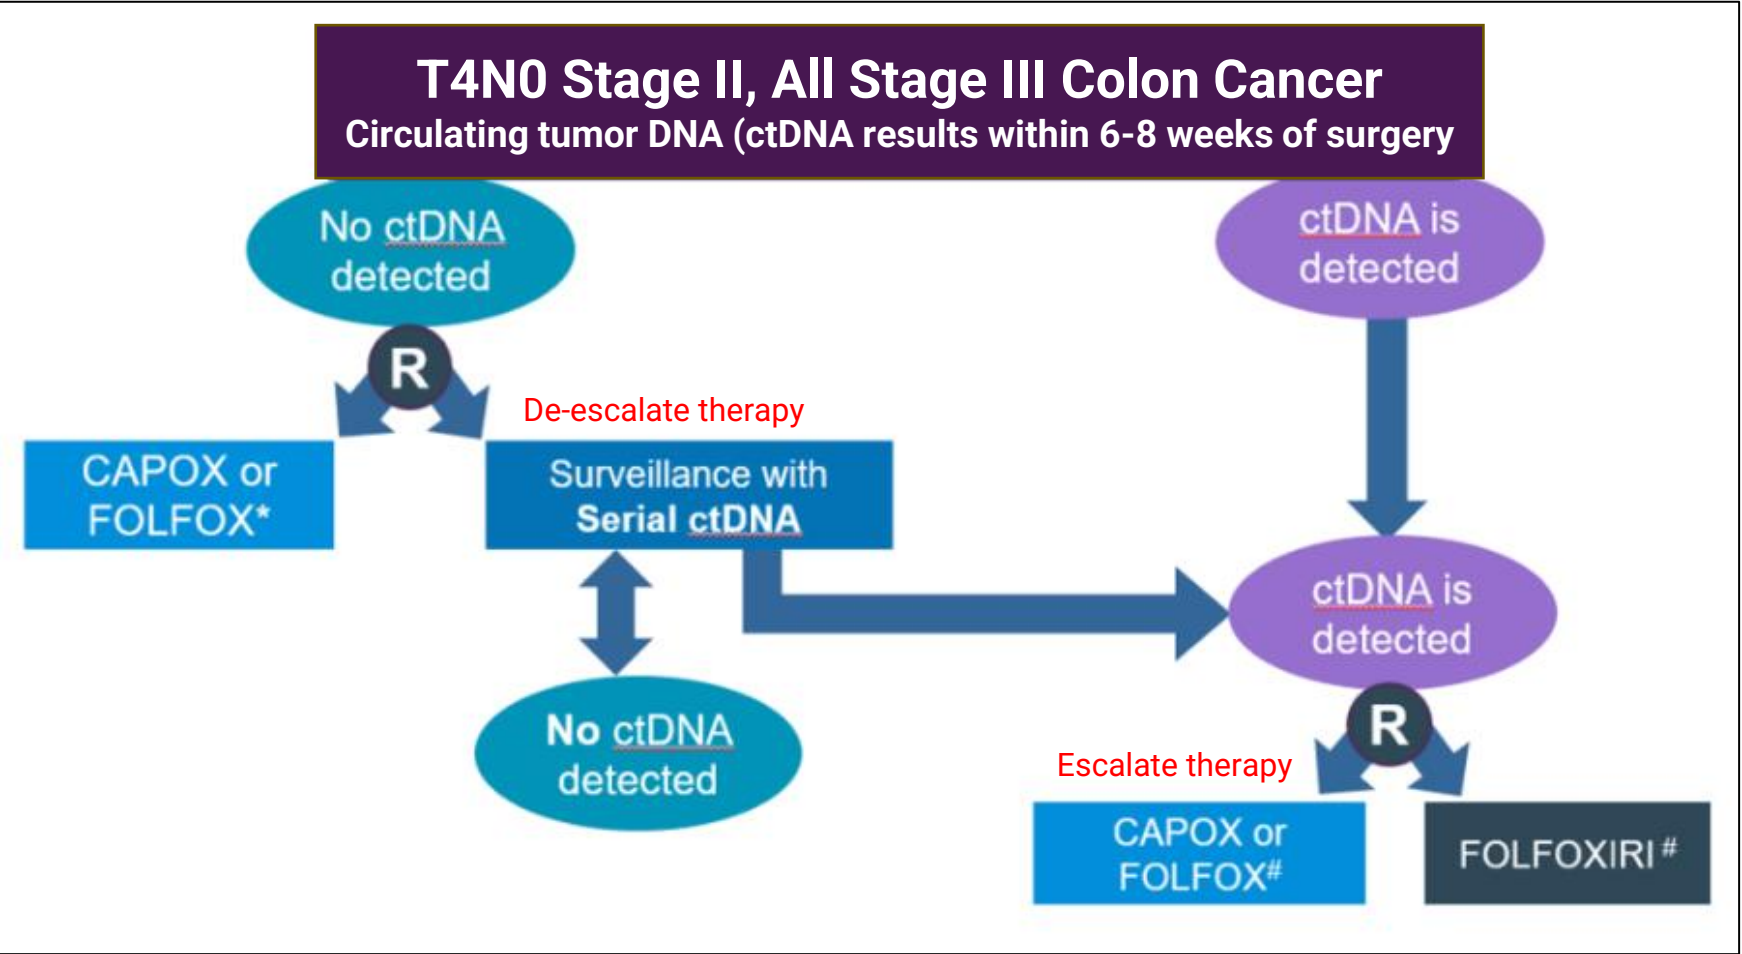 T4N0 Stage II, All Stage III Colon Cancer
Circulating tumor DNA (ctDNA results within 6-8 weeks of surgery
No ctDNA
detected
ctDNA is
detected
R
De-escalate therapy
CAPOX or
FOLFOX*
Surveillance with
Serial ctDNA
ctDNA is
detected
No ctDNA
detected
R
Escalate therapy
CAPOX or
FOLFOX#
FOLFOXIRI #